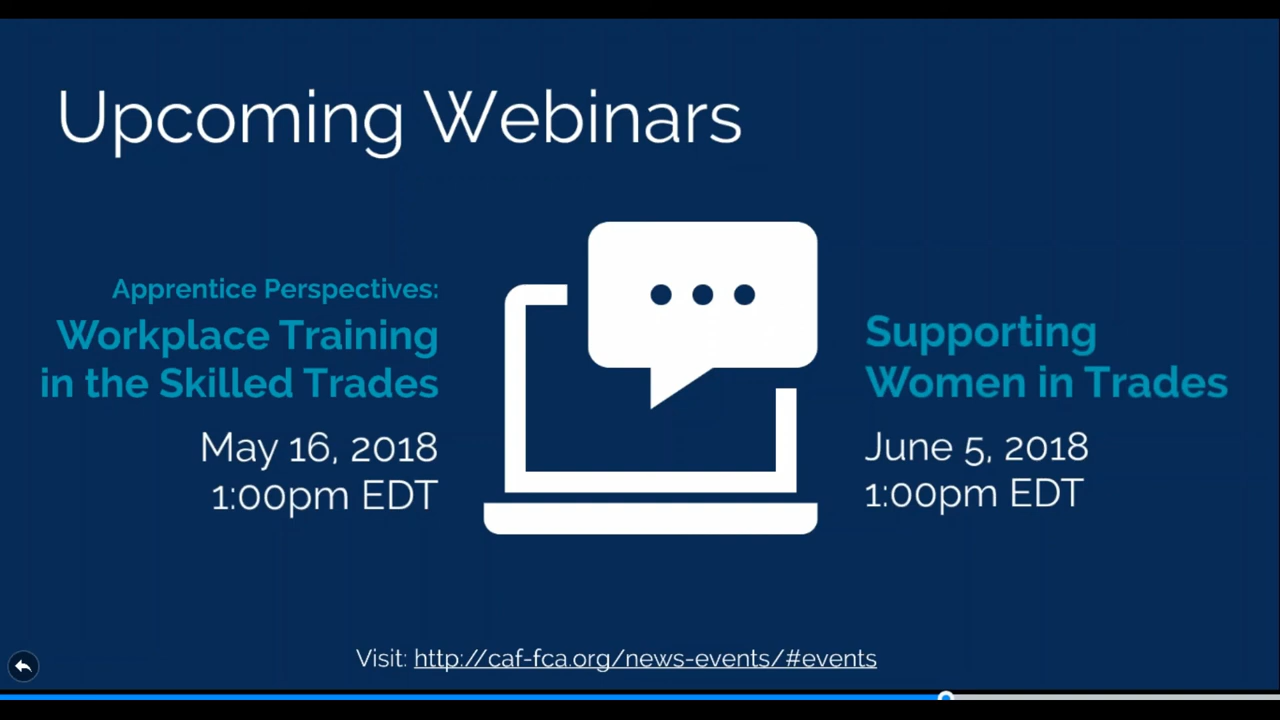 Upcoming Webinars
Apprentice Perspectives:
Workplace Training
in the Skilled Trades
May 16, 2018
1:00pm EDT
Supporting
Women in Trades
June 5, 2018
1:00pm EDT
Visit: http://caf-fca.org/news-events/#events